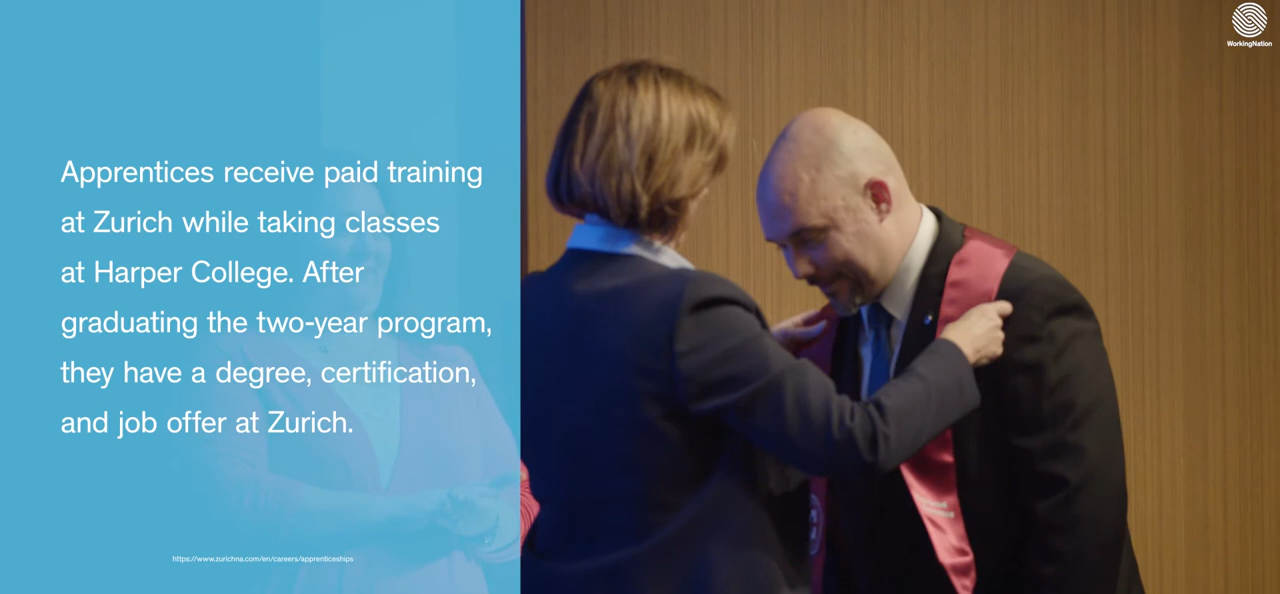 WorkingNation
Apprentices receive paid training
at Zurich while taking classes
at Harper College. After
graduating the two-year program,
they have a degree, certification,
and job offer at Zurich.
https://www.zurichna.com/en/careers/apprenticeships